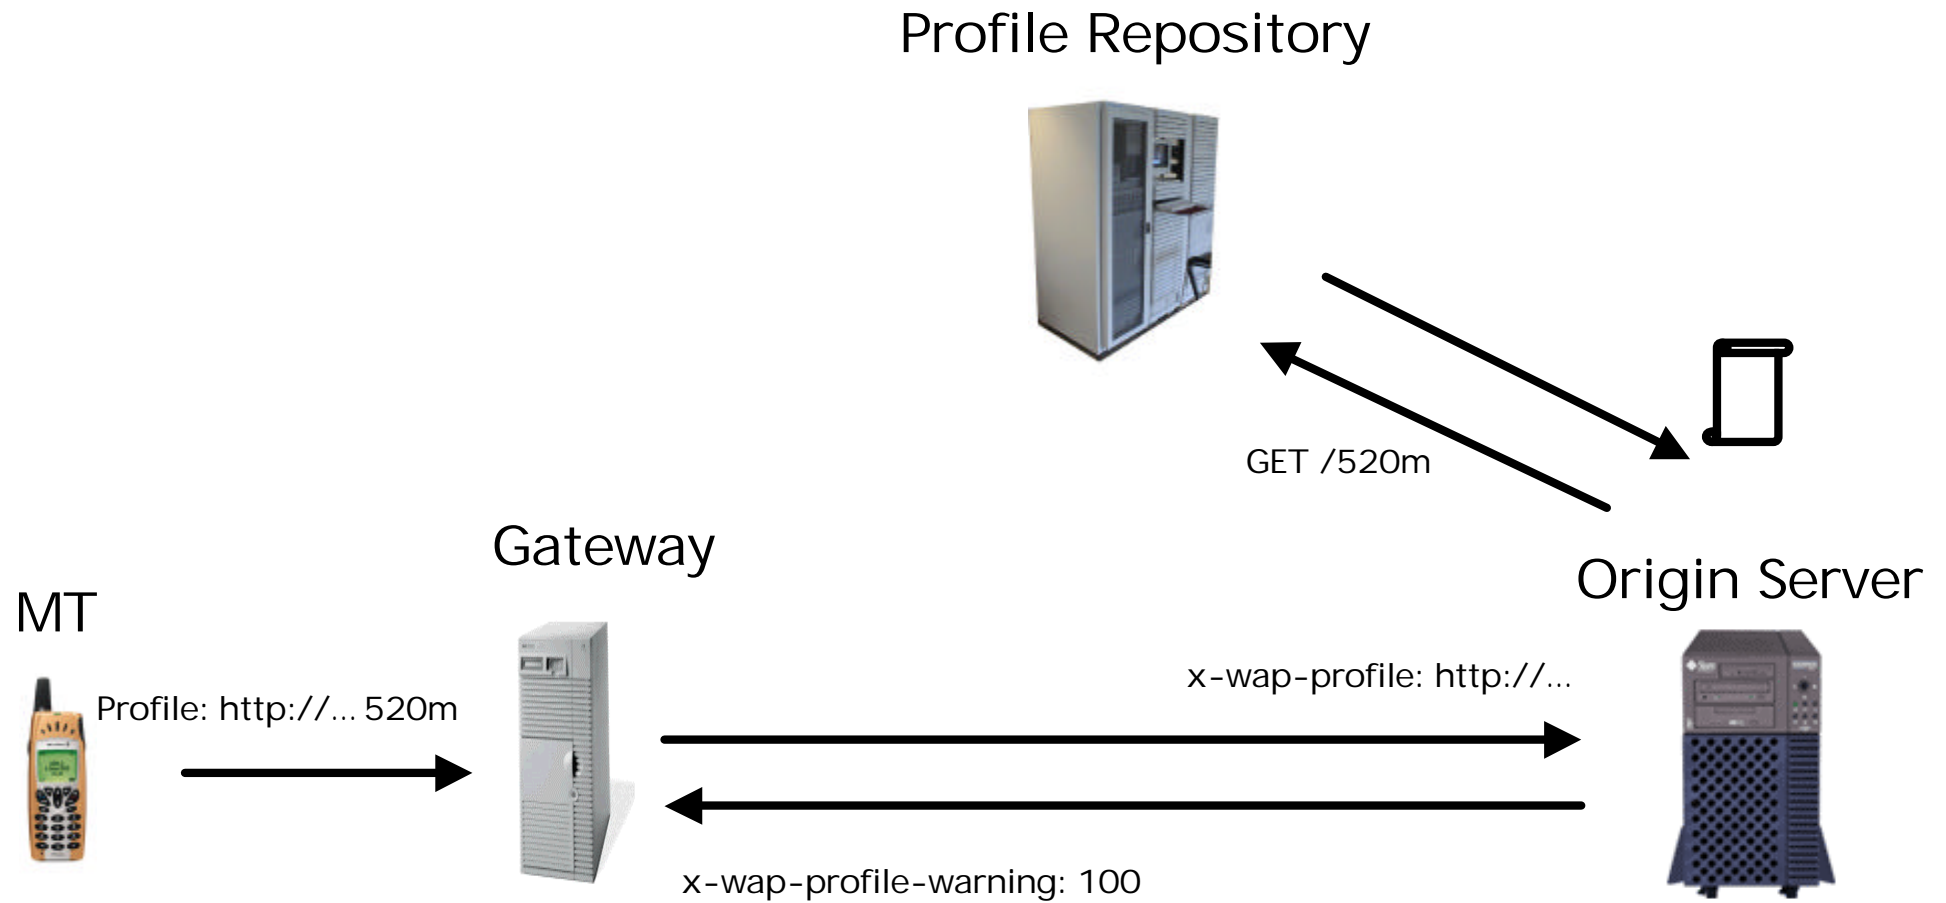 Profile Repository
GET /520m
Gateway
Origin Server
MT
x-wap-profile: http://...
Profile: http://... 520m
x-wap-profile-warning: 100